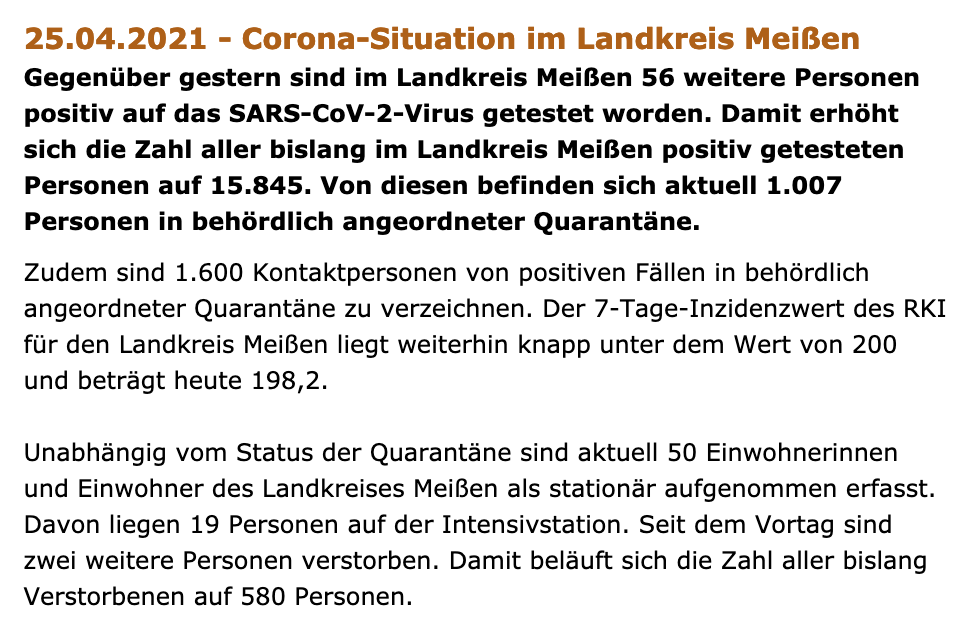 25.04.2021 - Corona-Situation im Landkreis Meißen
Gegenüber gestern sind im Landkreis Meißen 56 weitere Personen
positiv auf das SARS-CoV-2-Virus getestet worden. Damit erhöht
sich die Zahl aller bislang im Landkreis Meißen positiv getesteten
Personen auf 15.845. Von diesen befinden sich aktuell 1.007
Personen in behördlich angeordneter Quarantäne.
Zudem sind 1.600 Kontaktpersonen von positiven Fällen in behördlich
angeordneter Quarantäne zu verzeichnen. Der 7-Tage-Inzidenzwert des RKI
für den Landkreis Meißen liegt weiterhin knapp unter dem Wert von 200
und beträgt heute 198,2.
Unabhängig vom Status der Quarantäne sind aktuell 50 Einwohnerinnen
und Einwohner des Landkreises Meißen als stationär aufgenommen erfasst.
Davon liegen 19 Personen auf der Intensivstation. Seit dem Vortag sind
zwei weitere Personen verstorben. Damit beläuft sich die Zahl aller bislang
Verstorbenen auf 580 Personen.